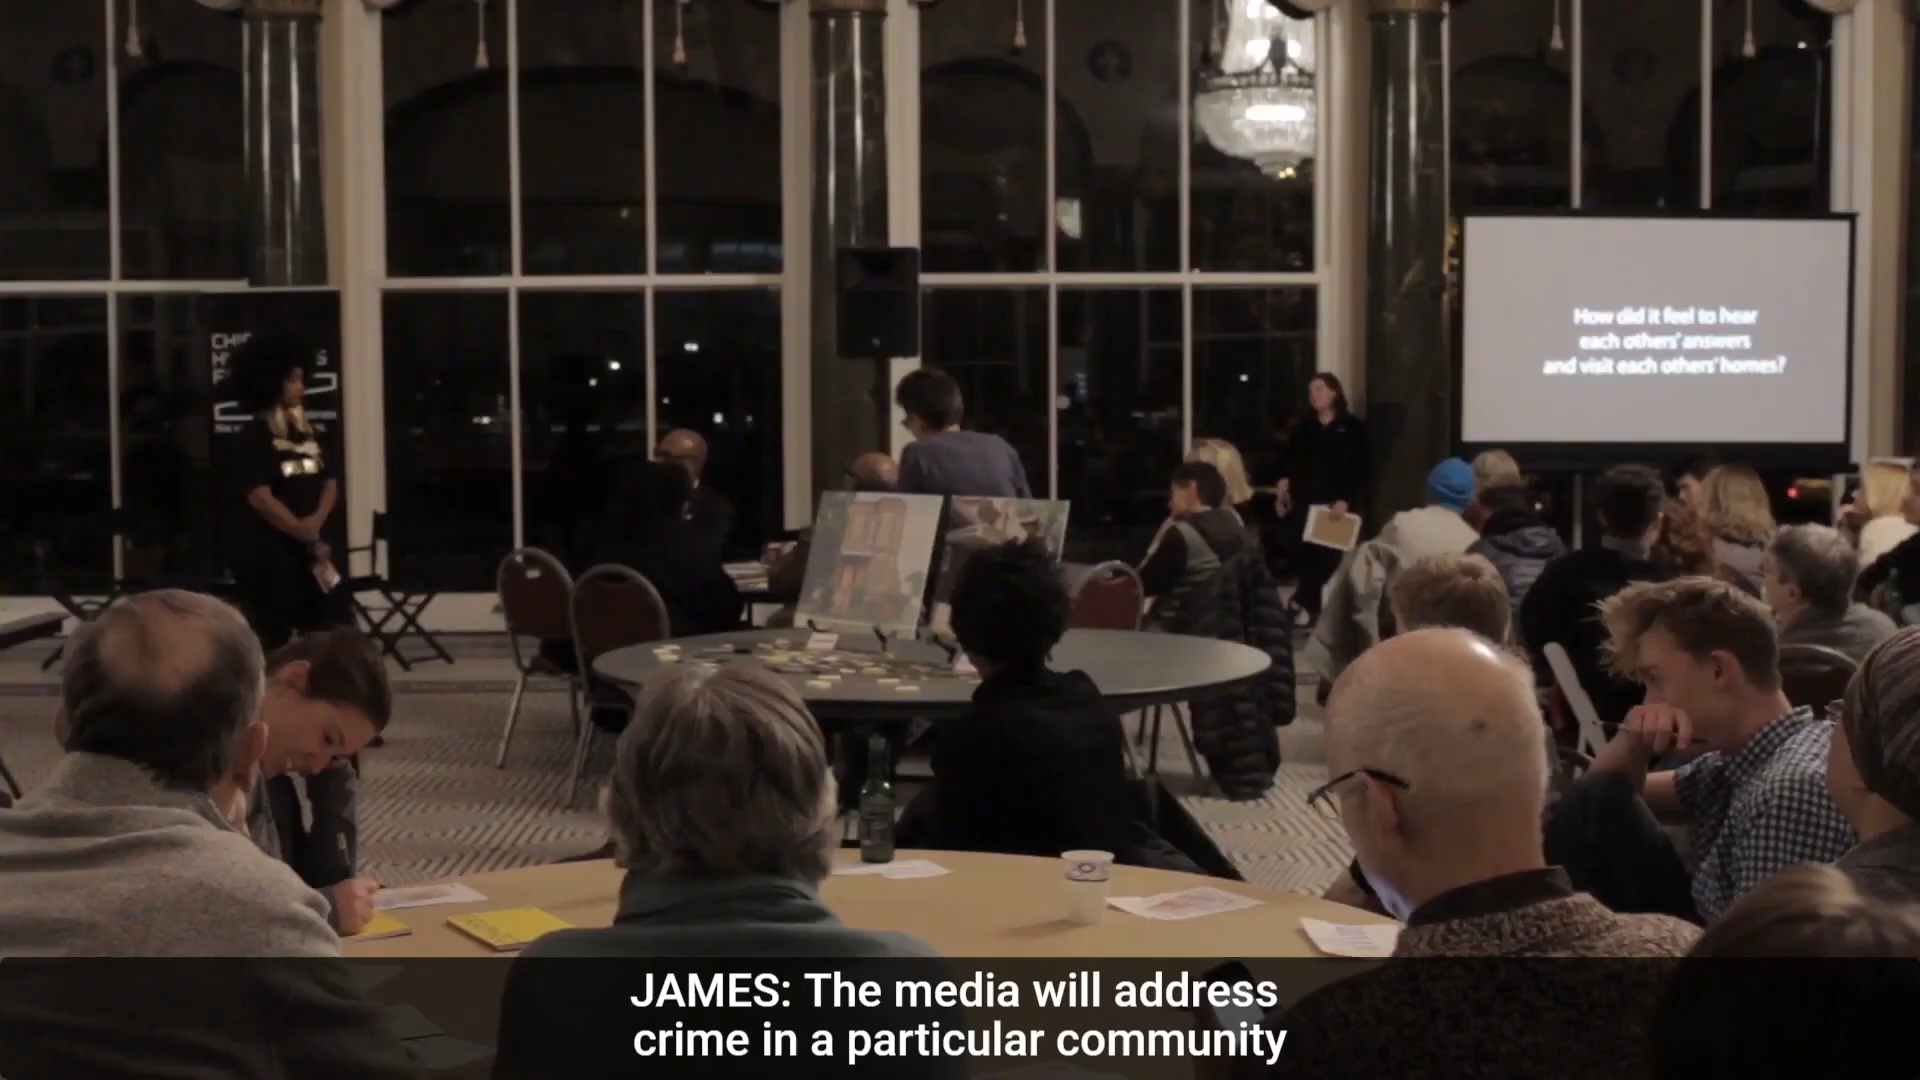 How did it feel to hear
each others' answers
and visit each others' homes?
JAMES: The media will address
crime in a particular community